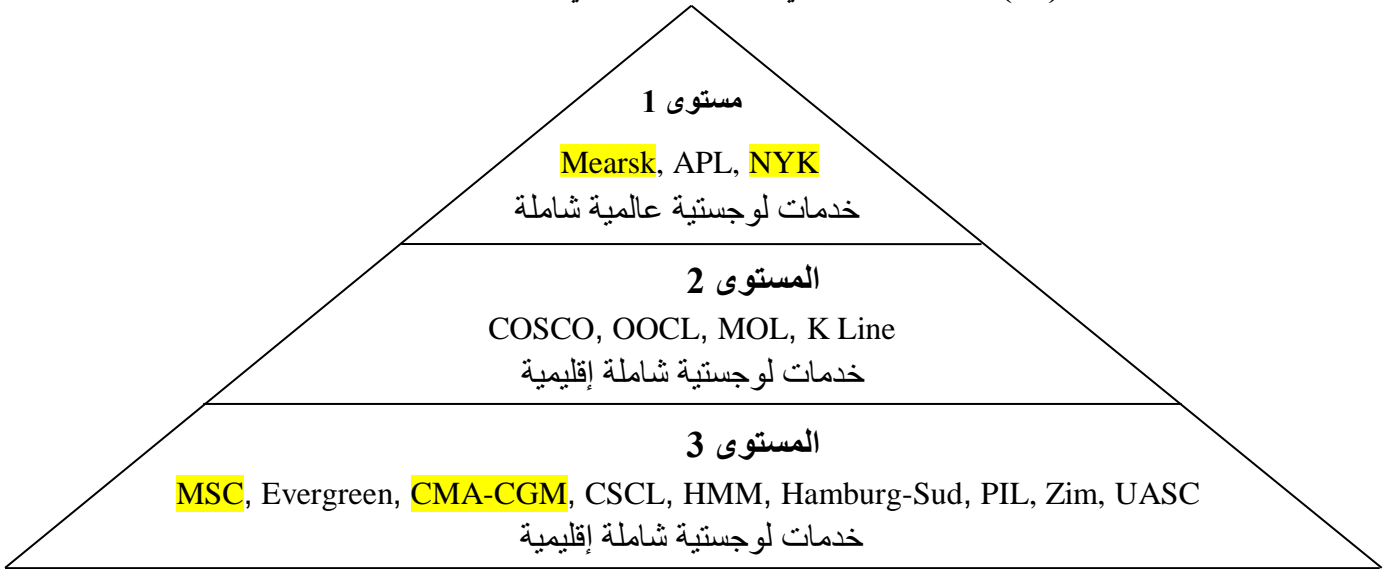 مستوى 1
Mearsk, APL, NYK
خدمات لوجستية عالمية شاملة
المستوى 2
COSCO, OOCL, MOL, K Line
خدمات لوجستية شاملة إقليمية
المستوى 3
MSC, Evergreen, CMA-CGM, CSCL, HMM, Hamburg-Sud, PIL, Zim, UASC
خدمات لوجستية شاملة إقليمية